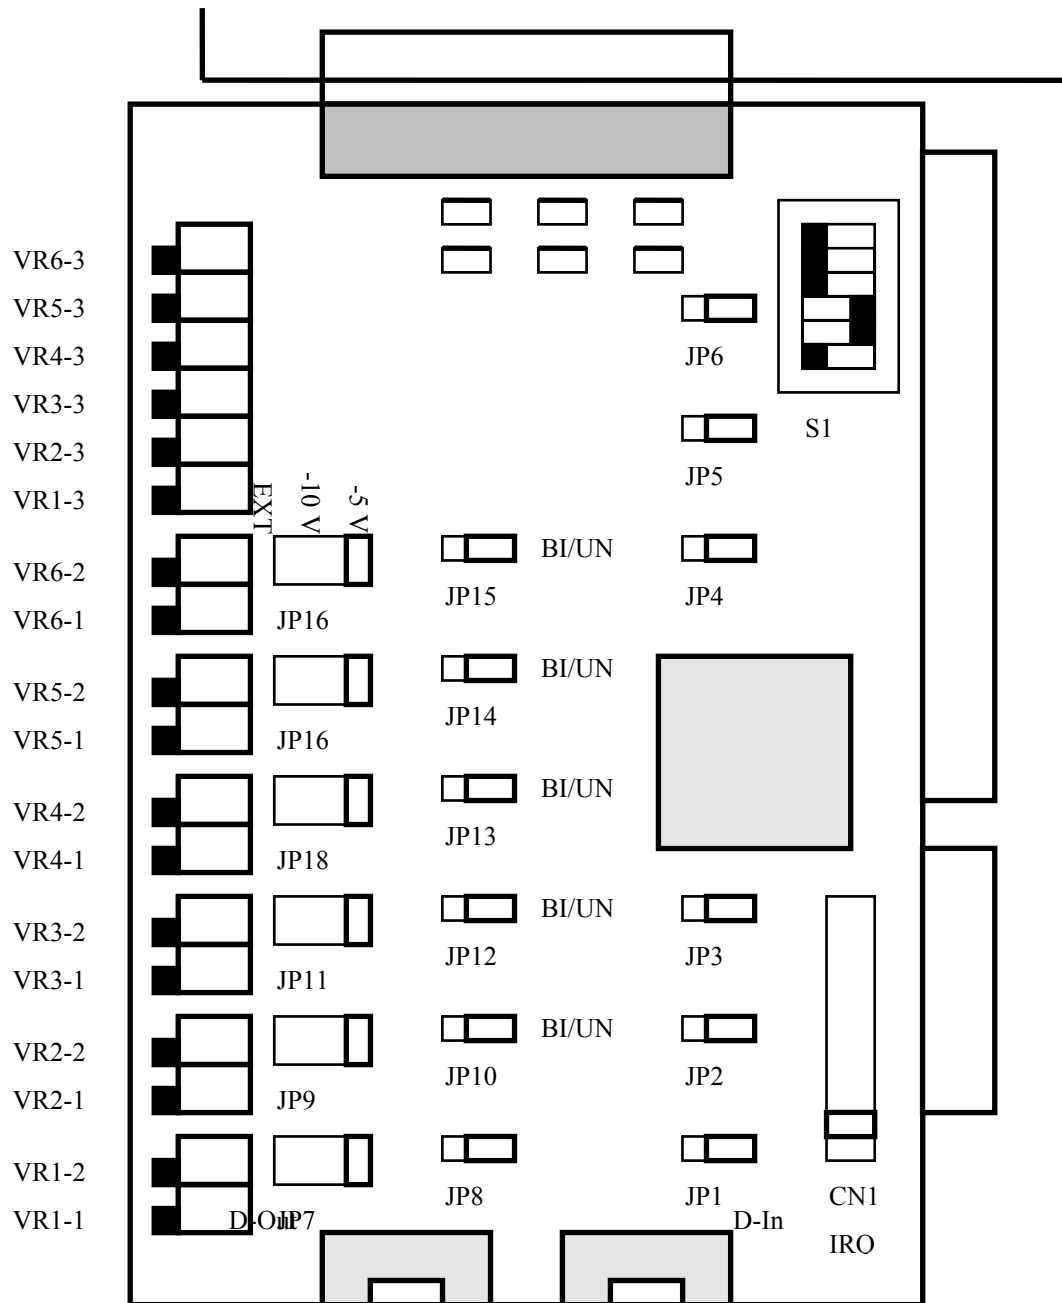 VR6-3
VR5-3
JP6
VR4-3
VR3-3
S1
VR2-3
JP5
VR1-3
EXT
-10 V
-5 V
VR6-2
BI/UN
JP15
JP4
VR6-1
JP16
VR5-2
BI/UN
JP14
VR5-1
JP16
VR4-2
BI/UN
JP13
VR4-1
JP18
VR3-2
BI/UN
JP12
JP3
VR3-1
JP11
VR2-2
BI/UN
JP10
JP2
VR2-1
JP9
VR1-2
JP8
JP1
CN1
VR1-1
D-Out
JP7
D-In
IRO